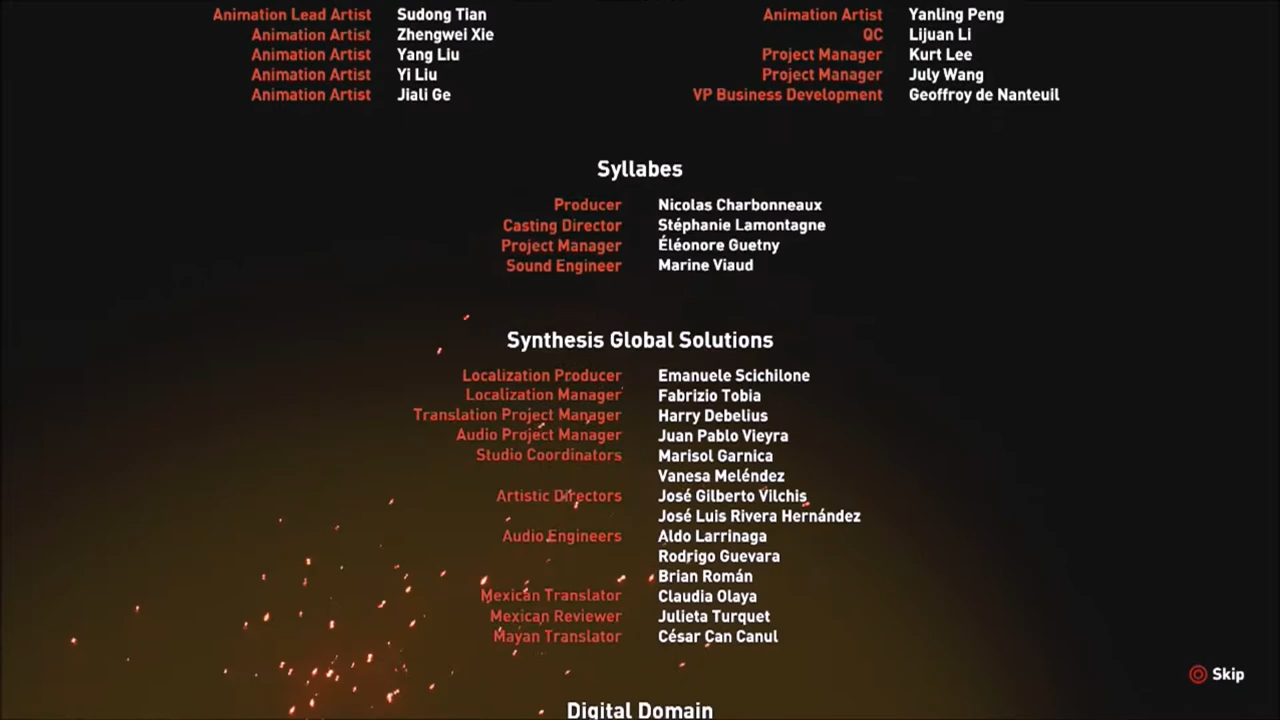 Animation Lead Artist Sudong Tian Animation Artist Yanling Peng
Animation Artist Zhengwei Xie QC Lijuan Li
Animation Artist Yang Liu Project Manager Kurt Lee
Animation Artist Yi Liu Project Manager July Wang
Animation Artist Jiali Ge VP Business Development Geoffroy de Nanteuil
Syllabes
Producer Nicolas Charbonneaux
Casting Director Stéphanie Lamontagne
Project Manager Éléonore Guetny
Sound Engineer Marine Viaud
Synthesis Global Solutions
Localization Producer Emanuele Scichilone
Localization Manager Fabrizio Tobia
Translation Project Manager Harry Debelius
Audio Project Manager Juan Pablo Vieyra
Studio Coordinators Marisol Garnica
Vanesa Meléndez
Artistic Directors José Gilberto Vilchis
José Luis Rivera Hernández
Audio Engineers Aldo Larrinaga
Rodrigo Guevara
Brian Román
Mexican Translator Claudia Olaya
Mexican Reviewer Julieta Turquet
Mayan Translator César Can Canul
Skip
Digital Domain